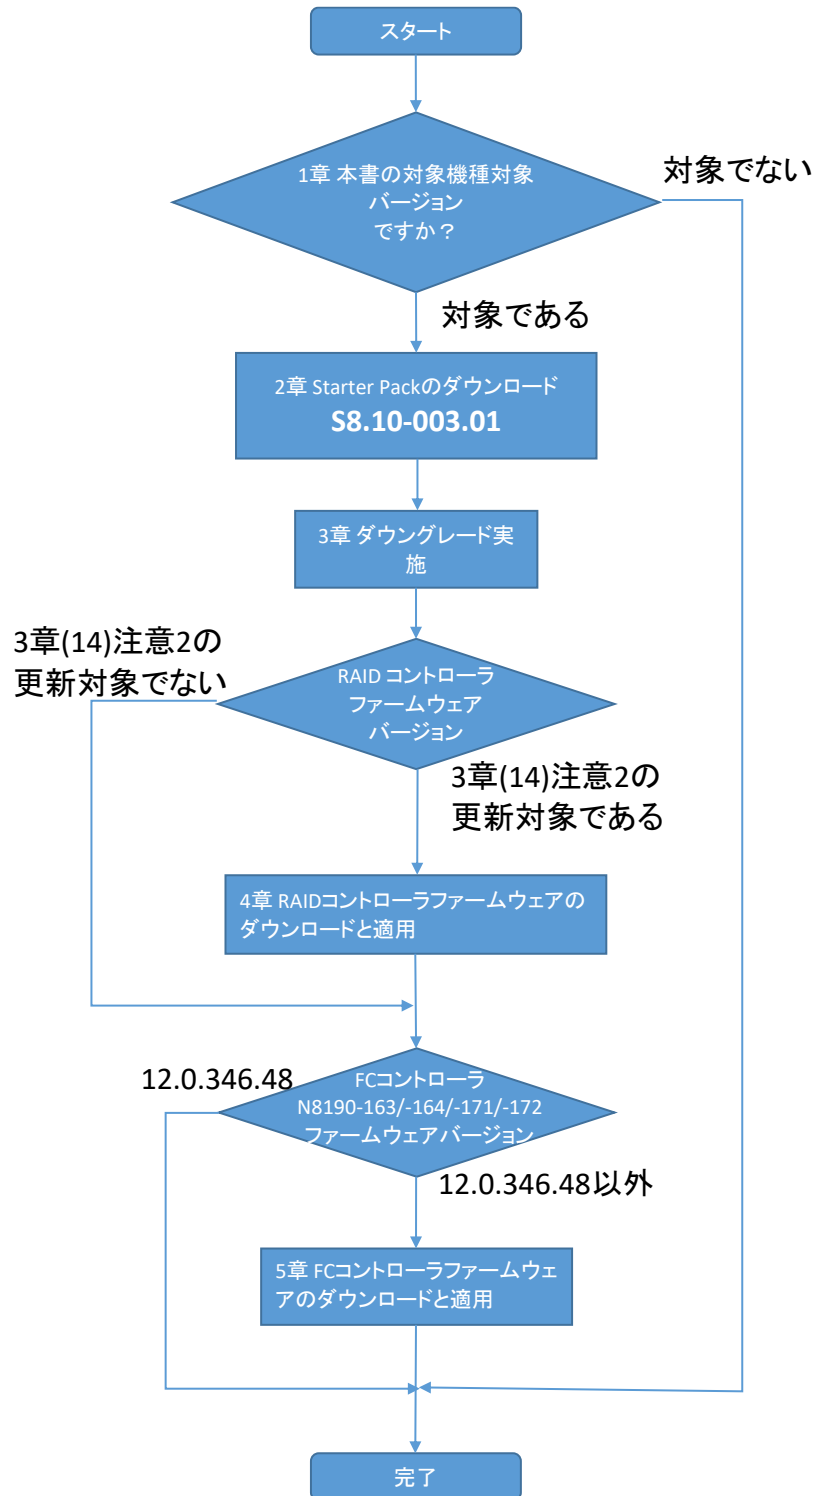 スタート
1章 本書の対象機種対象
バージョン
ですか？
対象でない
対象である
2章 Starter Packのダウンロード
S8.10-003.01
3章 ダウングレード実
施
3章(14)注意2の
更新対象でない
RAID コントローラ
ファームウェア
バージョン
3章(14)注意2の
更新対象である
4章 RAIDコントローラファームウェアの
ダウンロードと適用
12.0.346.48
FCコントローラ
N8190-163/-164/-171/-172
ファームウェアバージョン
12.0.346.48以外
5章 FCコントローラファームウェ
アのダウンロードと適用
完了